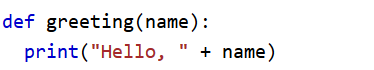 def greeting(name):
  print("Hello, " + name)